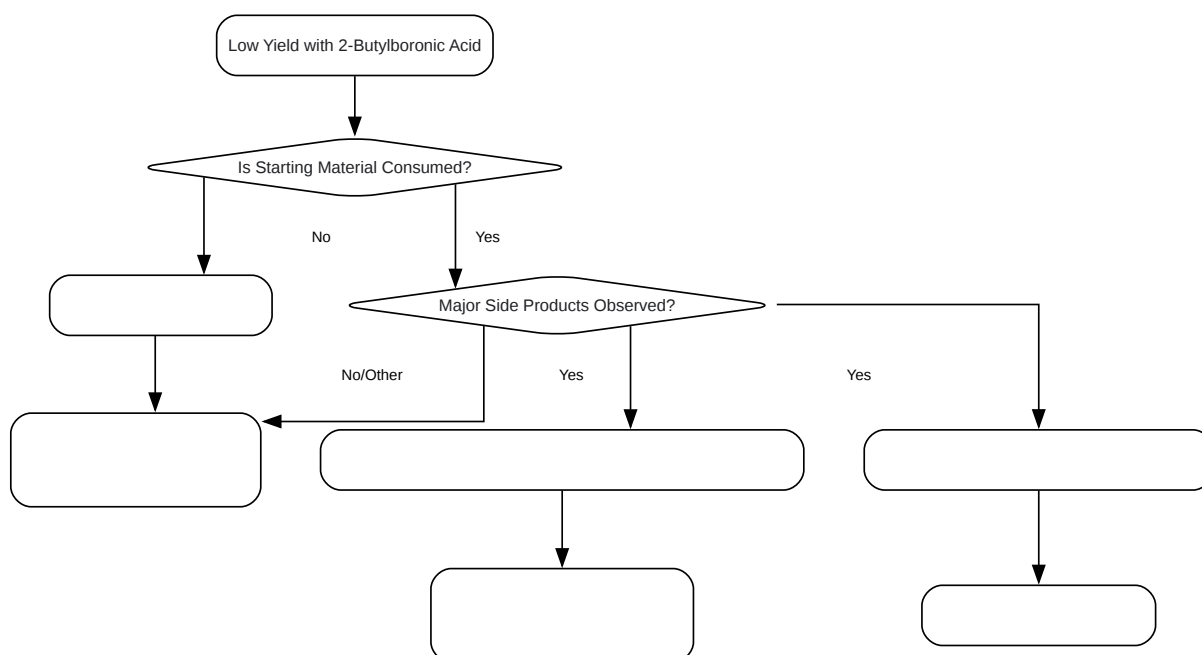 Low Yield with 2-Butylboronic Acid
Is Starting Material Consumed?
No
Yes
Major Side Products Observed?
No/Other
Yes
Yes